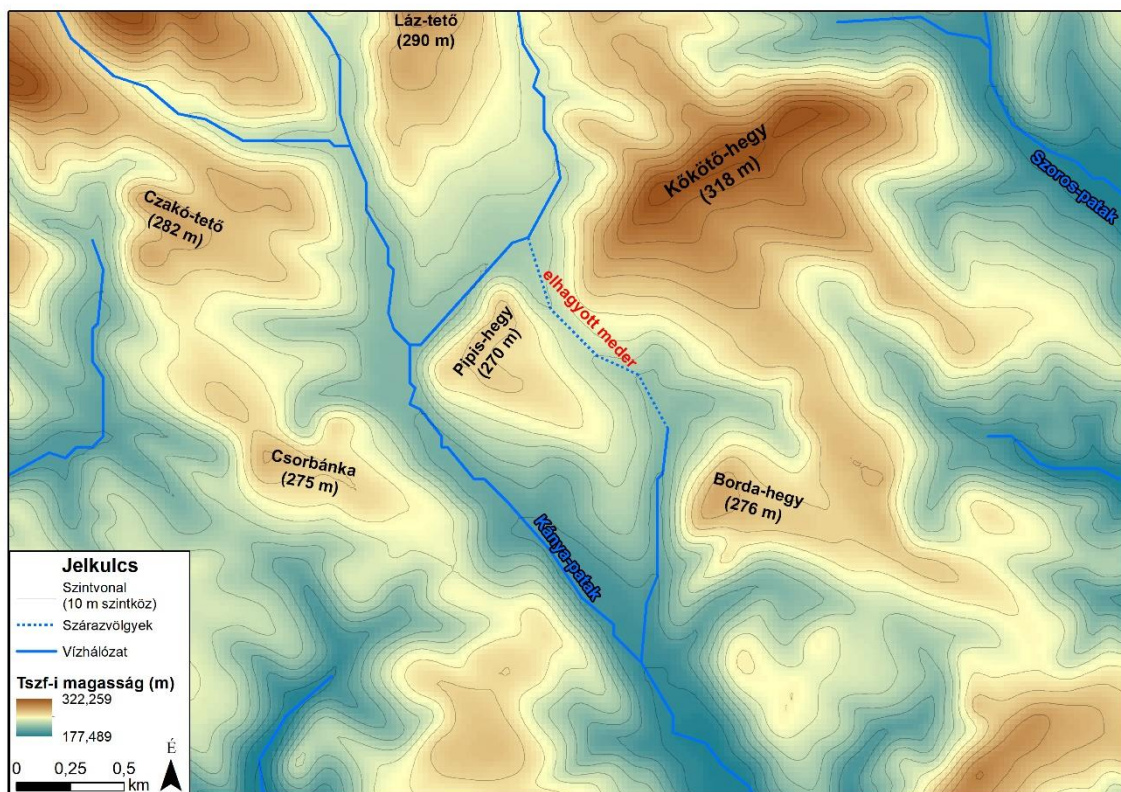 Láz-tető
(290 m)
Kőkötő-hegy
(318 m)
Szoros-patak
Czakó-tető
(282 m)
elhagyott meder
Pipis-hegy
(270 m)
Csorbánka
(275 m)
Borda-hegy
(276 m)
Kánya-patak
Jelkulcs
Szintvonal
(10 m szintköz)
Szárazvölgyek
Vízhálózat
Tszf-i magasság (m)
322,259
177,489
É
0 0,25 0,5
km